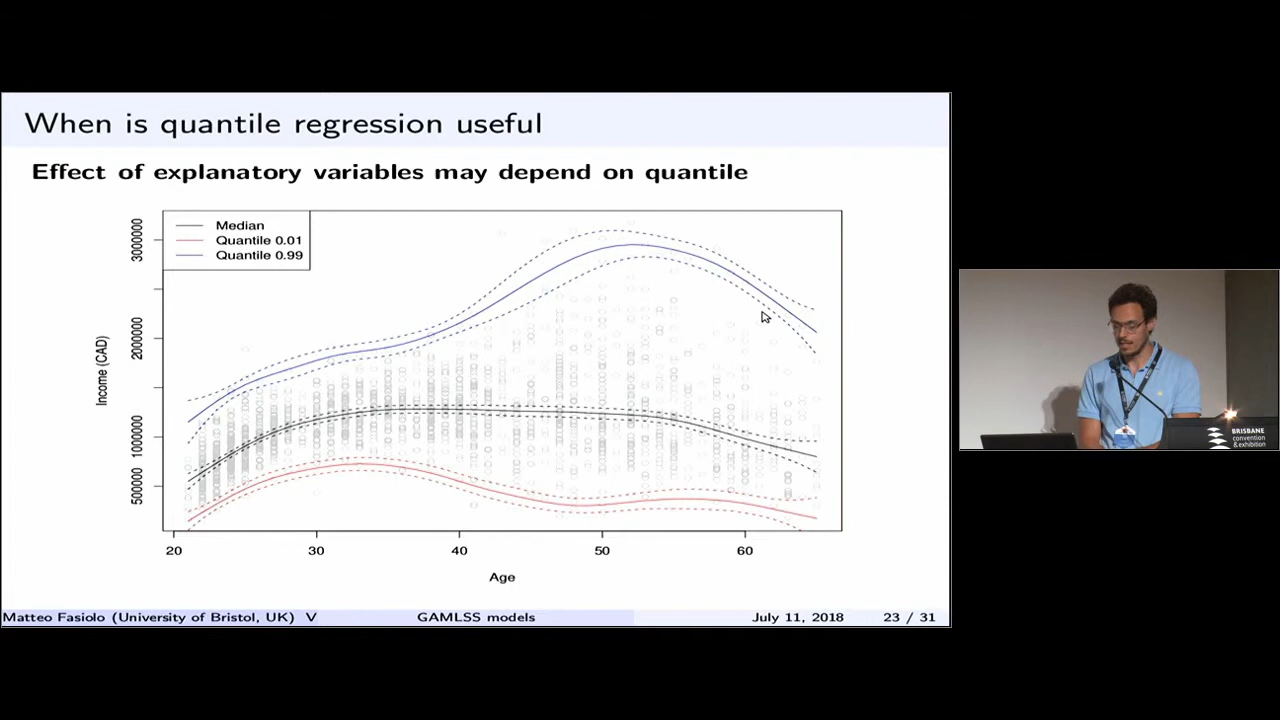 When is quantile regression useful
Effect of explanatory variables may depend on quantile
Median
Quantile 0.01
Quantile 0.99
3000000
2000000
1000000
500000
Income (CAD)
20 30 40 50 60
Age
Matteo Fasiolo (University of Bristol, UK) V GAMLSS models July 11, 2018 23 / 31
BRISBANE
convention
& exhibition